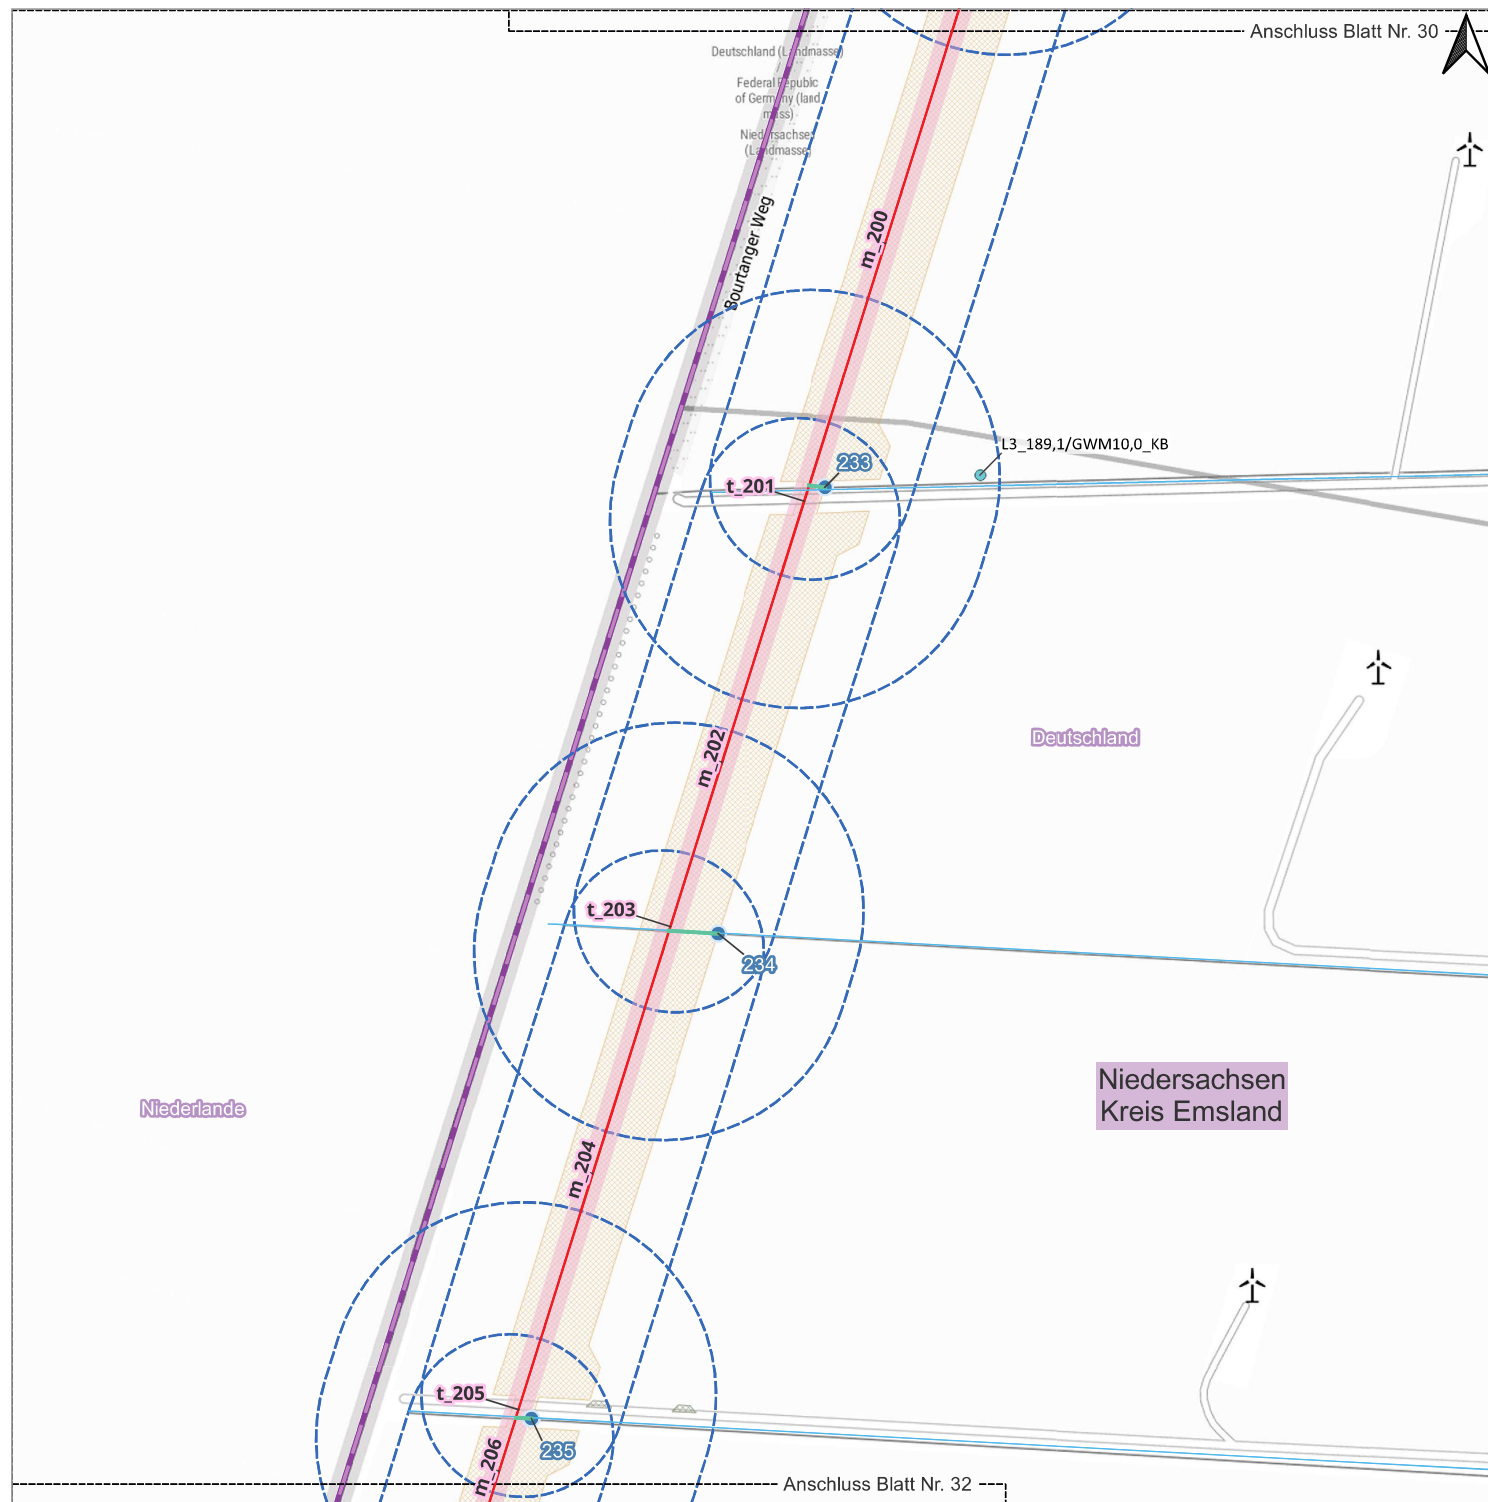 Anschluss Blatt Nr. 30
Deutschland (Landmasse)
Federal Republic
of Germany (land
mass)
Niedersachsen
(Landmasse)
Bourtanger Weg
m_200
L3_189,1/GWM10,0_KB
233
t_201
Deutschland
m_202
t_203
234
Niedersachsen
Kreis Emsland
Niederlande
m_204
t_205
235
m_206
Anschluss Blatt Nr. 32